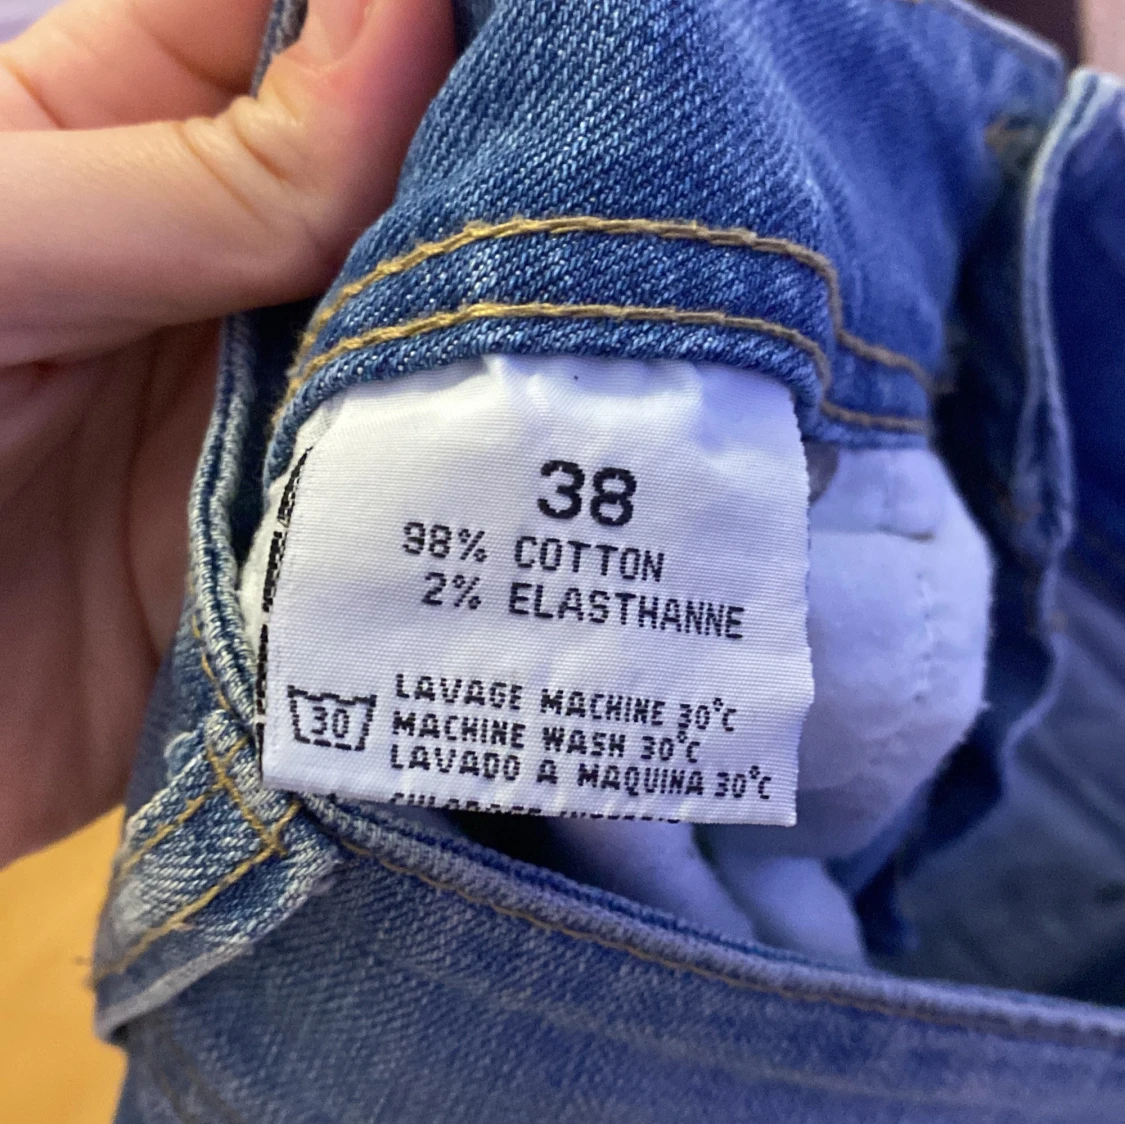 38
98% COTTON
2% ELASTHANNE
30
LAVAGE MACHINE 30°C
MACHINE WASH 30°C
LAVADO A MAQUINA 30°C